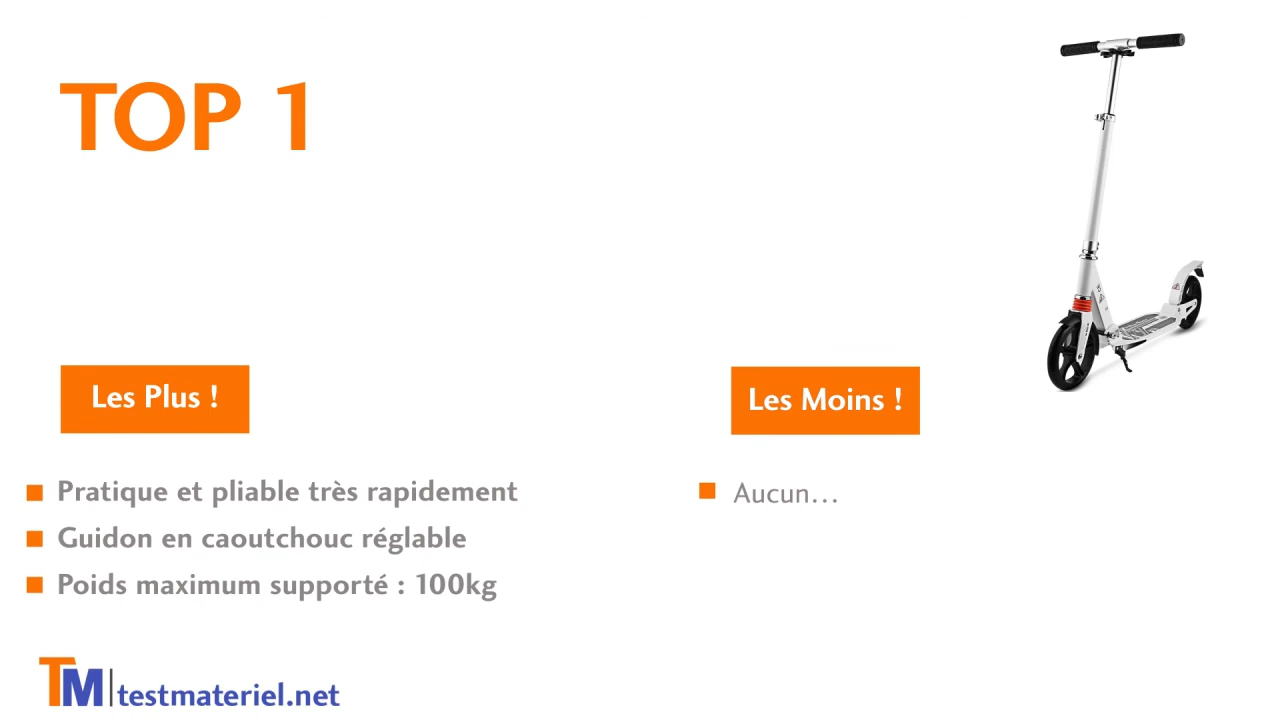 TOP 1
Les Plus !
Pratique et pliable très rapidement
Guidon en caoutchouc réglable
Poids maximum supporté : 100kg
Les Moins !
Aucun...
TM|testmateriel.net